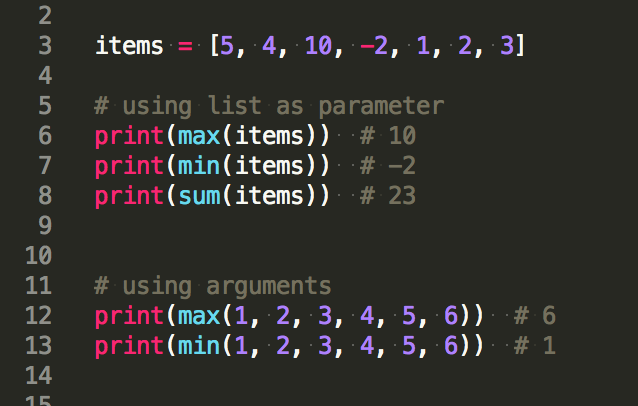 2
3 items = [5, 4, 10, -2, 1, 2, 3]
4
5 # using list as parameter
6 print(max(items))  # 10
7 print(min(items))  # -2
8 print(sum(items))  # 23
9
10
11 # using arguments
12 print(max(1, 2, 3, 4, 5, 6))  # 6
13 print(min(1, 2, 3, 4, 5, 6))  # 1
14
15